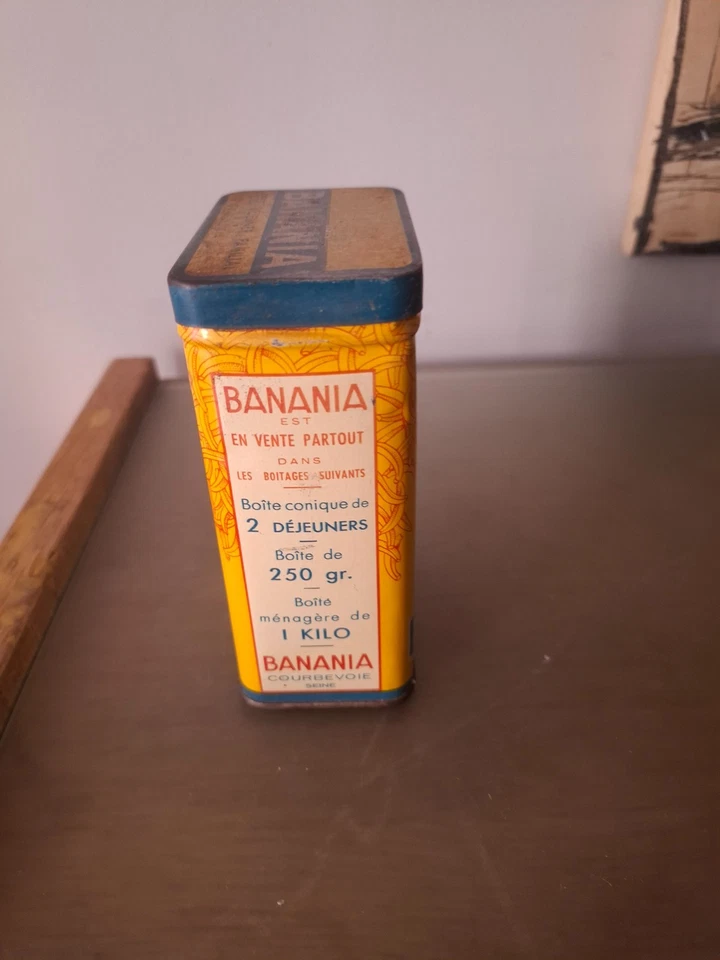 BANANIA
BANANIA
EST
EN VENTE PARTOUT
DANS
LES BOITAGES SUIVANTS
Boîte conique de
2 DÉJEUNERS
Boîte de
250 gr.
Boîte
ménagère de
1 KILO
BANANIA
COURBEVOIE
SEINE